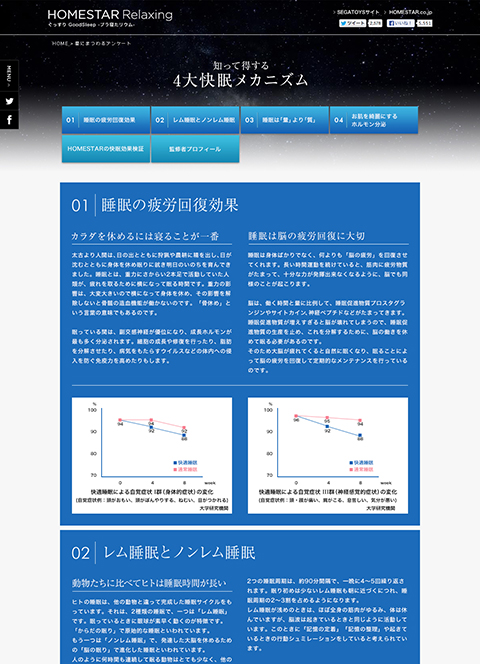 HOMESTAR Relaxing
ぐっすり GoodSleep -プラ寝たリウム-
SEGATOYSサイト
HOMESTAR.co.jp
ツイート 2,578
いいね! 5,551
HOME » 星にまつわるアンケート
MENU
知って得する
4大快眠メカニズム
01 睡眠の疲労回復効果
02 レム睡眠とノンレム睡眠
03 睡眠は「量」より「質」
04 お肌を綺麗にする
ホルモン分泌
HOMESTARの快眠効果検証
監修者プロフィール
01 睡眠の疲労回復効果
カラダを休めるには寝ることが一番
太古より人間は、日の出とともに狩猟や農耕に精を出し、日が
沈むとともに身体を休め眠りに就き明日のいのちを育んでき
ました。睡眠とは、重力にさからい2本足で活動していた人
類が、疲れを取るために横になって眠る時間です。重力の影
響は、大変大きいので横になって身体を休め、その影響を解
除しないと骨髄の造血機能が働かないのです。「骨休め」と
いう言葉の意味でもあるのです。
眠っている間は、副交感神経が優位になり、成長ホルモンが
最も多く分泌されます。細胞の成長や修復を行ったり、脂肪
を分解させたり、病気をもたらすウイルスなどの体内への侵
入を防ぐ免疫力を高めたりもします。
睡眠は脳の疲労回復に大切
睡眠は身体ばかりでなく、何よりも「脳の疲労」を回復させ
てくれます。長い時間運動を続けていると、筋肉に疲労物質
がたまって、十分な力が発揮出来なくなるように、脳でも同
様のことが起こります。
脳は、働く時間と量に比例して、睡眠促進物質プロスタグラ
ンジンやサイトカイン、神経ペプチドなどがたまってきます。
睡眠促進物質が増えすぎると脳が壊れてしまうので、睡眠促
進物質の生産を止め、これを分解するために、脳の働きを休
めて眠る必要があるのです。
そのため脳が疲れてくると自然に眠くなり、眠ることによっ
て脳の疲労を回復して定期的なメンテナンスを行っている
のです。
%
100
90
80
70
94 94 92
92 88
快適睡眠
通常睡眠
0 4 8 week
快適睡眠による自覚症状 I群(身体的症状)の変化
(自覚症状例:頭がおもい、頭がぼんやりする、ねむい、目がつかれる)
大学研究機関
%
100
90
80
70
96 95 94
91 88
快適睡眠
通常睡眠
0 4 8 week
快適睡眠による自覚症状 III群(神経感覚的症状)の変化
(自覚症状例:頭・腰が痛い、肩がこる、息苦しい、気分が悪い)
大学研究機関
02 レム睡眠とノンレム睡眠
動物たちに比べてヒトは睡眠時間が長い
ヒトの睡眠は、他の動物と違って完成した睡眠サイクルをもっ
ています。それは、2種類の睡眠で、一つは「レム睡眠」
です。眠っているときに眼球が素早く動くのが特徴です。
「からだの眠り」で原始的な睡眠といわれています。
もう一つは「ノンレム睡眠」で、発達した大脳を休めるため
の「脳の眠り」で進化した睡眠といわれています。
人のように何時間も連続して眠る動物はとても少なく、他の
2つの睡眠周期は、約90分間隔で、一晩に4〜5回繰り返さ
れます。眠り初めは少ないレム睡眠も朝に近づくにつれ、睡
眠周期の2〜3割を占めるようになります。
レム睡眠が浅めのときは、ほぼ全身の筋肉がゆるみ、体は休
んでいますが、脳波は起きているときと同じように活動して
います。このときに「記憶の定着」「記憶の整理」や起きて
いるときの行動シュミレーションをしていると考えられてい
ます。